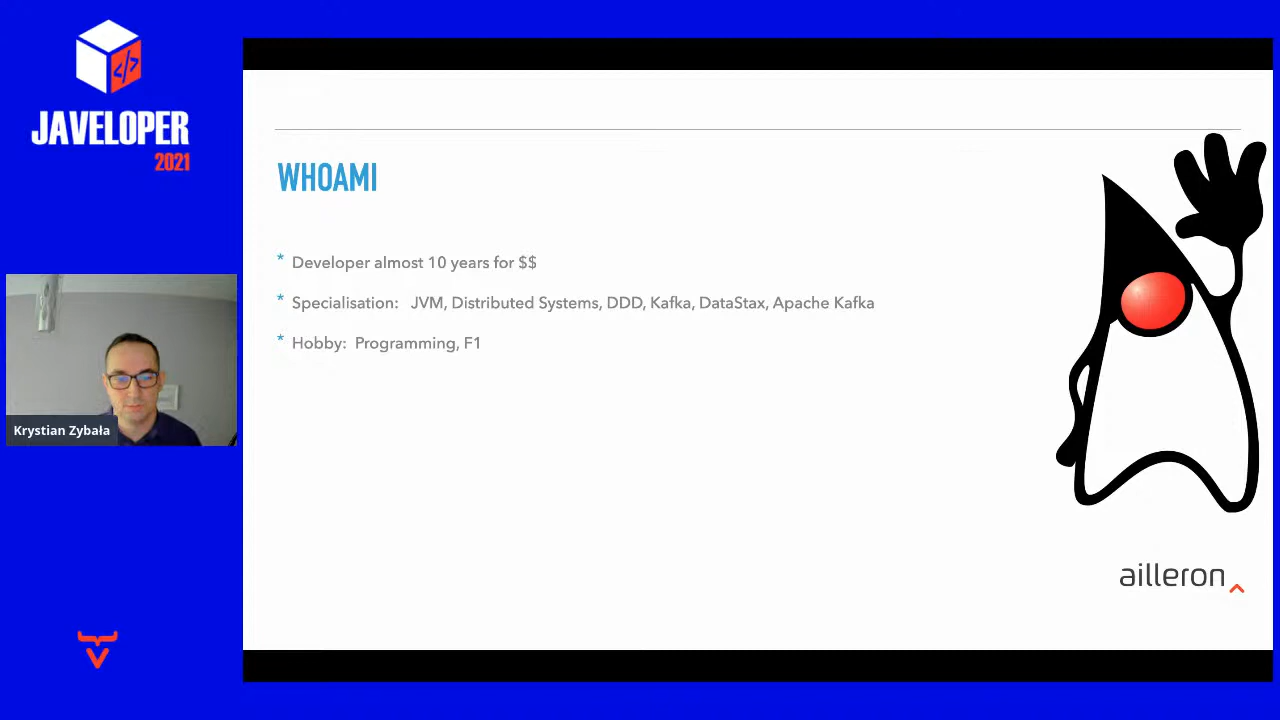 </>
JAVELOPER
2021
WHOAMI
* Developer almost 10 years for $$
* Specialisation: JVM, Distributed Systems, DDD, Kafka, DataStax, Apache Kafka
* Hobby: Programming, F1
Krystian Zybała
ailleron